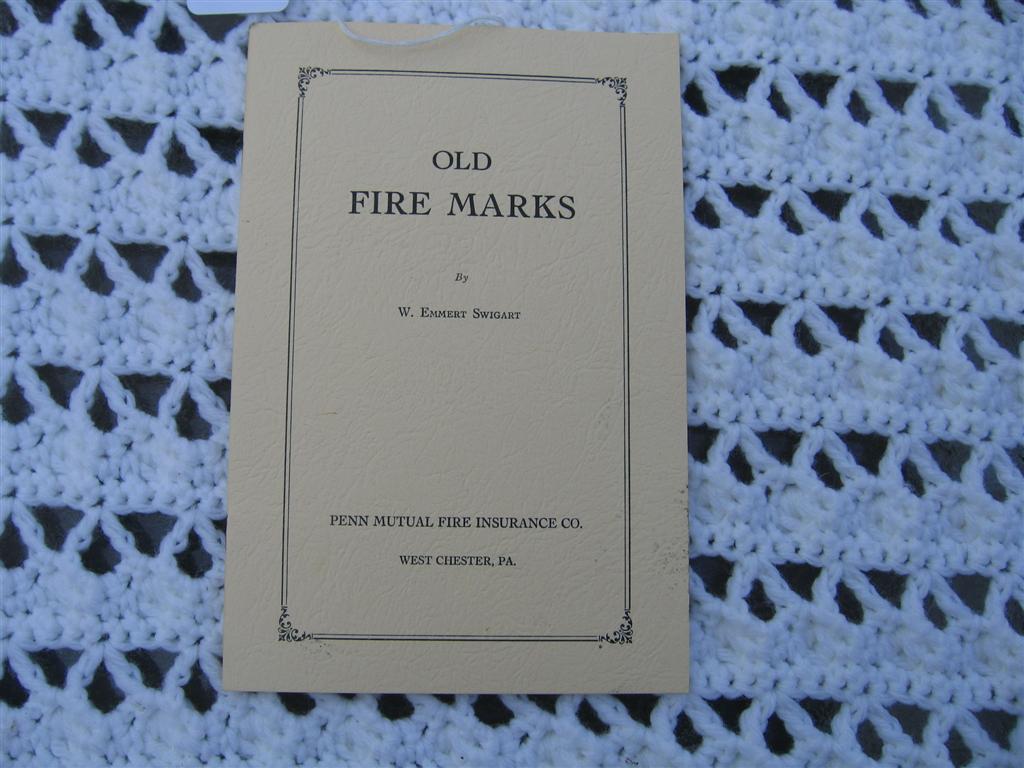 OLD
FIRE MARKS
By
W. Emmert Swigart
PENN MUTUAL FIRE INSURANCE CO.
WEST CHESTER, PA.